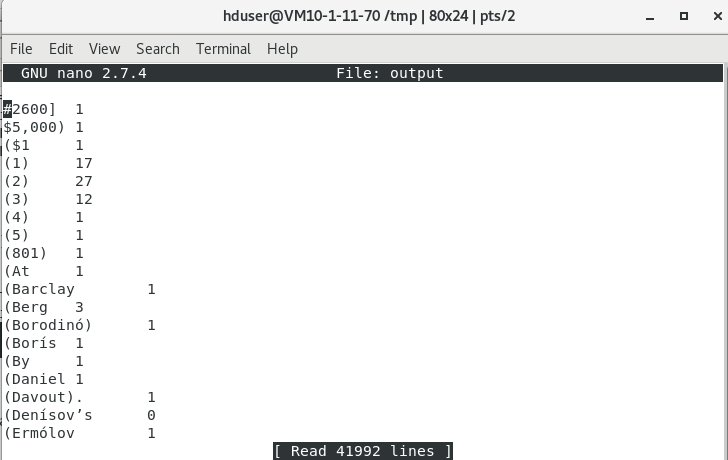 hduser@VM10-1-11-70 /tmp | 80x24 | pts/2
File Edit View Search Terminal Help
GNU nano 2.7.4 File: output
#2600] 1
$5,000) 1
($1 1
(1) 17
(2) 27
(3) 12
(4) 1
(5) 1
(801) 1
(At 1
(Barclay 1
(Berg 3
(Borodinó) 1
(Borís 1
(By 1
(Daniel 1
(Davout). 1
(Denísov’s 0
(Ermólov 1
[ Read 41992 lines ]